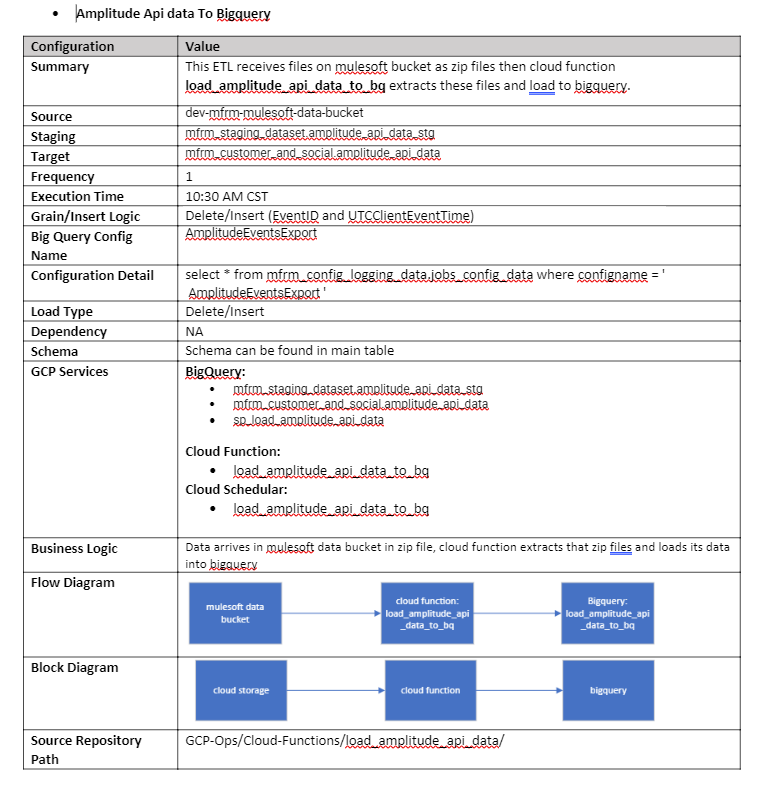 • Amplitude Api data To Bigquery
Configuration Value
Summary This ETL receives files on mulesoft bucket as zip files then cloud function
load_amplitude_api_data_to_bq extracts these files and load to bigquery.
Source dev-mfrm-mulesoft-data-bucket
Staging mfrm_staging_dataset.amplitude_api_data_stg
Target mfrm_customer_and_social.amplitude_api_data
Frequency 1
Execution Time 10:30 AM CST
Grain/Insert Logic Delete/Insert (EventID and UTCClientEventTime)
Big Query Config AmplitudeEventsExport
Name
Configuration Detail select * from mfrm_config_logging_data.jobs_config_data where configname = '
AmplitudeEventsExport '
Load Type Delete/Insert
Dependency NA
Schema Schema can be found in main table
GCP Services BigQuery:
• mfrm_staging_dataset.amplitude_api_data_stg
• mfrm_customer_and_social.amplitude_api_data
• sp_load_amplitude_api_data
Cloud Function:
• load_amplitude_api_data_to_bq
Cloud Schedular:
• load_amplitude_api_data_to_bq
Business Logic Data arrives in mulesoft data bucket in zip file, cloud function extracts that zip files and loads its data
into bigquery
Flow Diagram
mulesoft data
bucket
cloud function:
load_amplitude_api
_data_to_bq
Bigquery:
load_amplitude_api
_data_to_bq
Block Diagram
cloud storage
cloud function
bigquery
Source Repository GCP-Ops/Cloud-Functions/load_amplitude_api_data/
Path